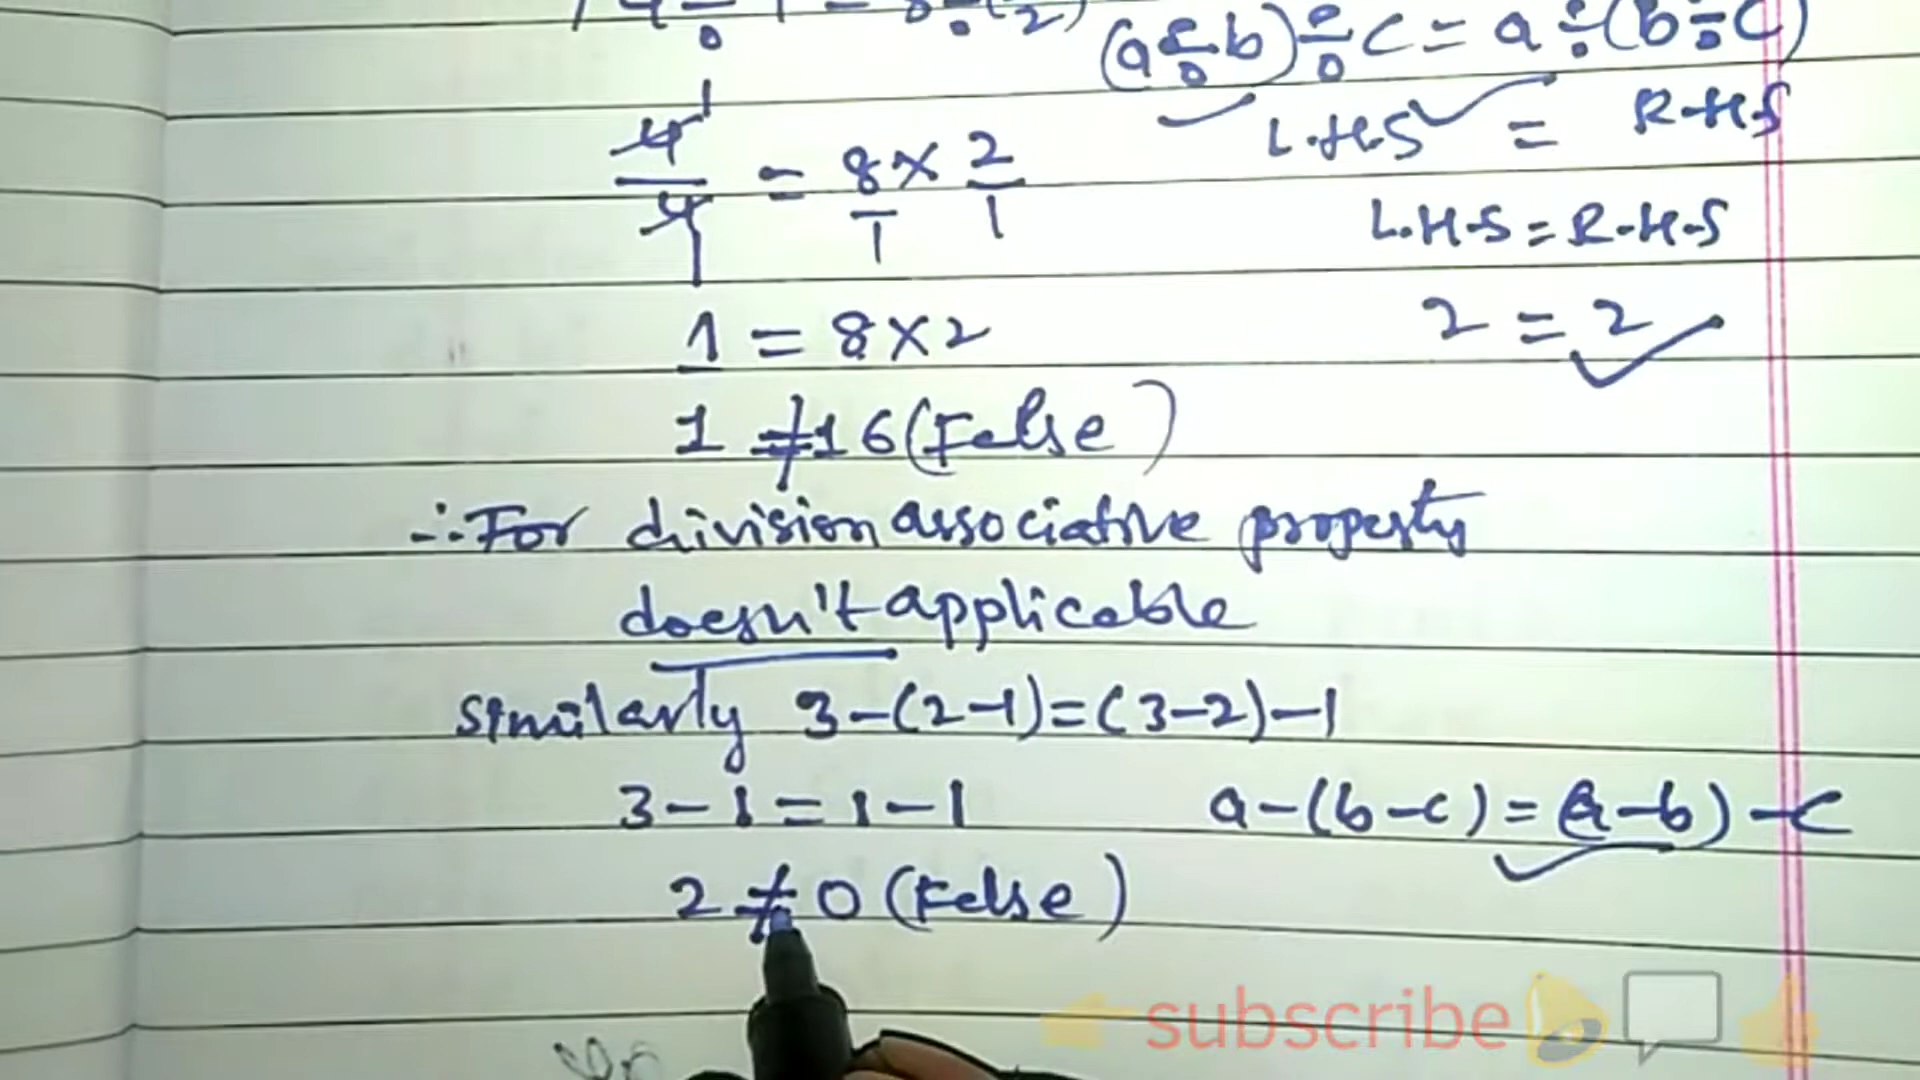 (a÷b)÷c = a÷(b÷c)
L.H.S = R.H.S
4/4 = 8/1 × 2/1
L.H.S = R.H.S
1 = 8×2
2 = 2
1 ≠ 16 (False)
∴ For division associative property
doesn't applicable
similarly 3-(2-1)=(3-2)-1
3-1=1-1
a-(b-c)=(a-b)-c
2 ≠ 0 (False)
subscribe